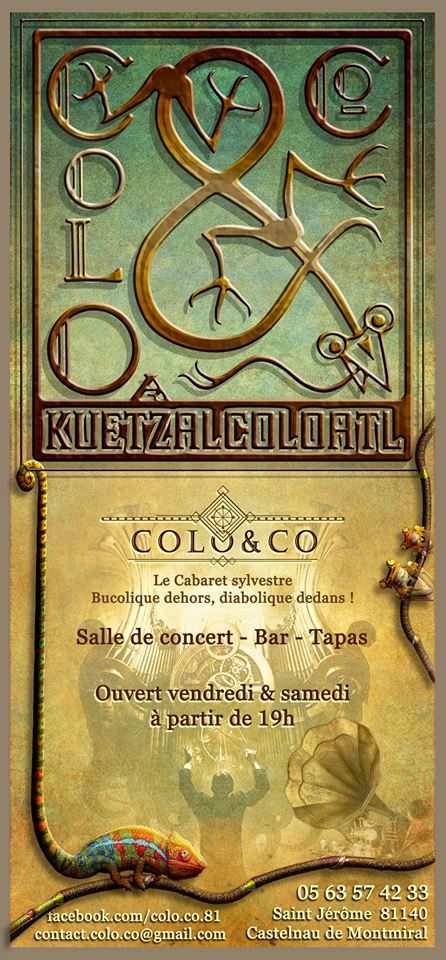 COLO & CO
À
KUETZALCOLOATL
COLO&CO
Le Cabaret sylvestre
Bucolique dehors, diabolique dedans !
Salle de concert - Bar - Tapas
Ouvert vendredi & samedi
à partir de 19h
05 63 57 42 33
facebook.com/colo.co.81 Saint Jérôme 81140
contact.colo.co@gmail.com Castelnau de Montmiral